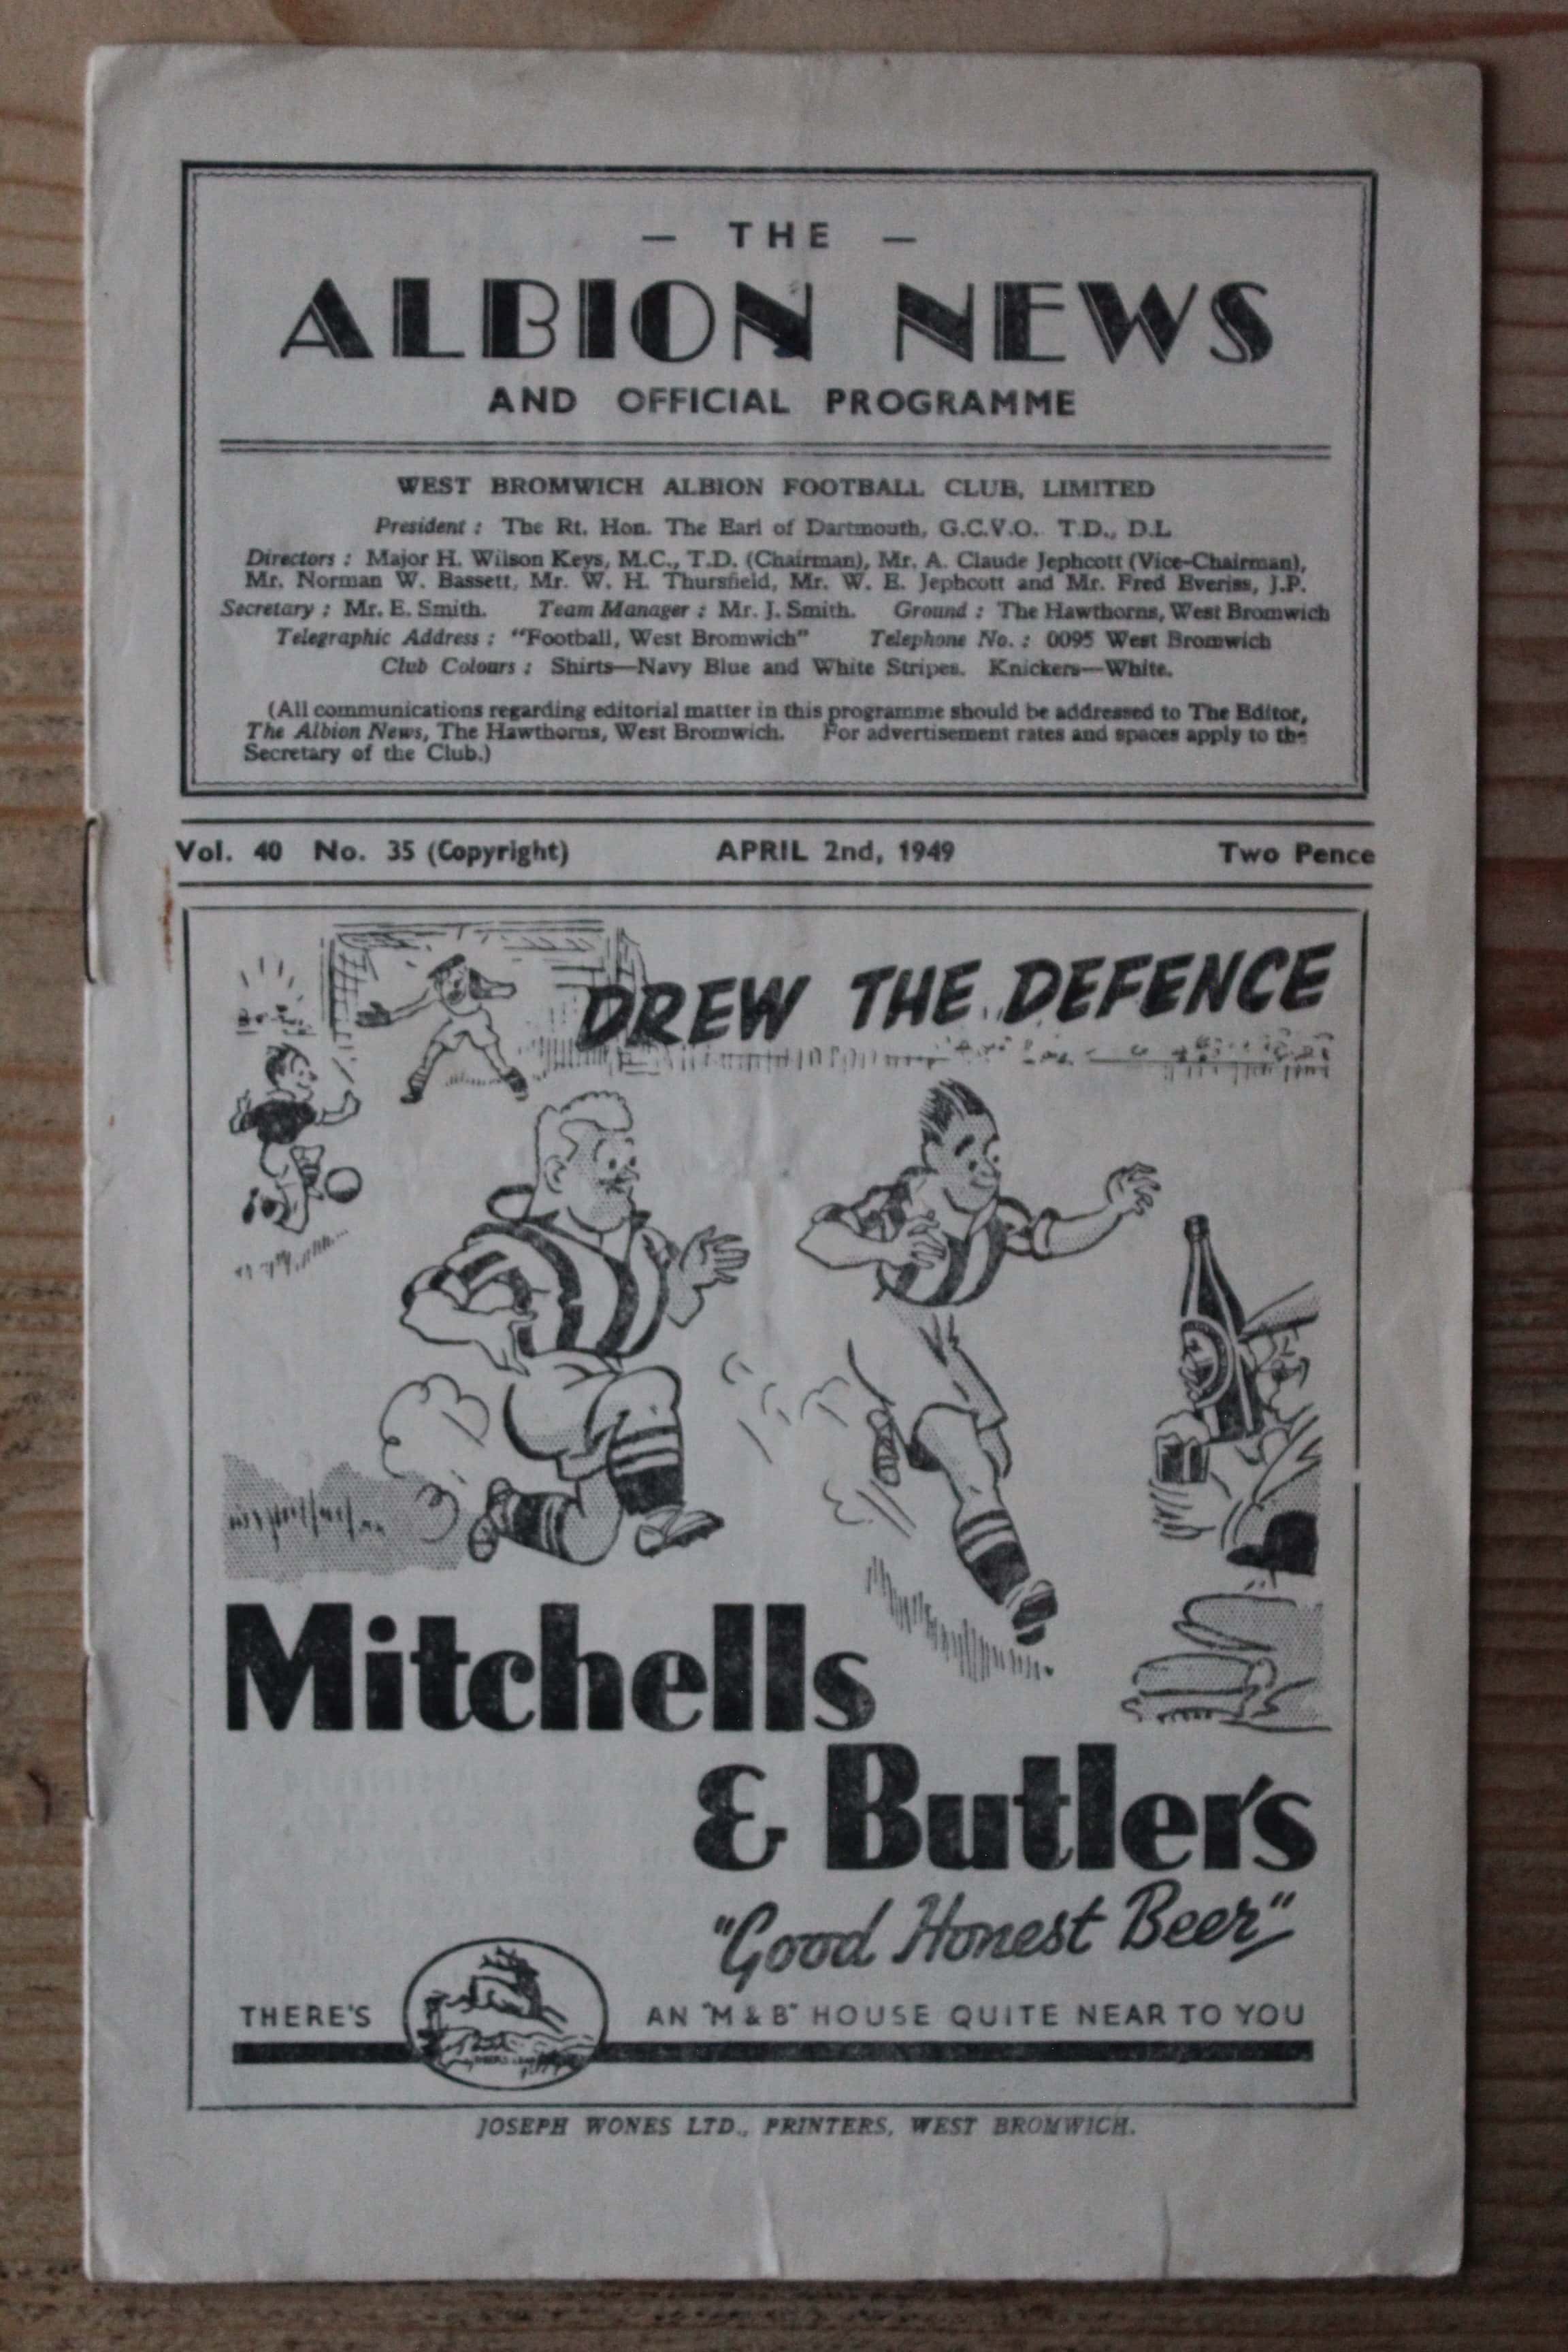 — THE —
ALBION NEWS
AND OFFICIAL PROGRAMME
WEST BROMWICH ALBION FOOTBALL CLUB, LIMITED
President : The Rt. Hon. The Earl of Dartmouth, G.C.V.O. T.D., D.L
Directors : Major H. Wilson Keys, M.C., T.D. (Chairman), Mr. A. Claude Jephcott (Vice-Chairman),
Mr. Norman W. Bassett, Mr. W. H. Thursfield, Mr. W. E. Jephcott and Mr. Fred Everiss, J.P.
Secretary : Mr. E. Smith. Team Manager : Mr. J. Smith. Ground : The Hawthorns, West Bromwich
Telegraphic Address : "Football, West Bromwich" Telephone No. : 0095 West Bromwich
Club Colours : Shirts—Navy Blue and White Stripes. Knickers—White.
(All communications regarding editorial matter in this programme should be addressed to The Editor,
The Albion News, The Hawthorns, West Bromwich. For advertisement rates and spaces apply to the
Secretary of the Club.)
Vol. 40 No. 35 (Copyright) APRIL 2nd, 1949 Two Pence
DREW THE DEFENCE
Mitchells
& Butler's
"Good Honest Beer"
THERE'S AN "M & B" HOUSE QUITE NEAR TO YOU
JOSEPH WONES LTD., PRINTERS, WEST BROMWICH.